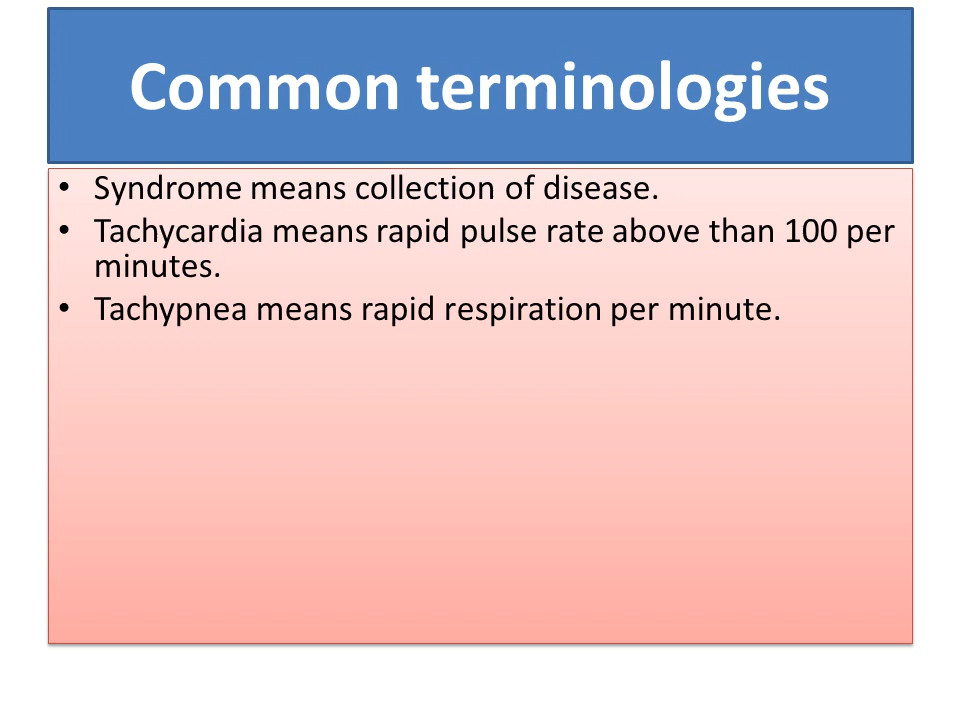 Common terminologies
• Syndrome means collection of disease.
• Tachycardia means rapid pulse rate above than 100 per
minutes.
• Tachypnea means rapid respiration per minute.